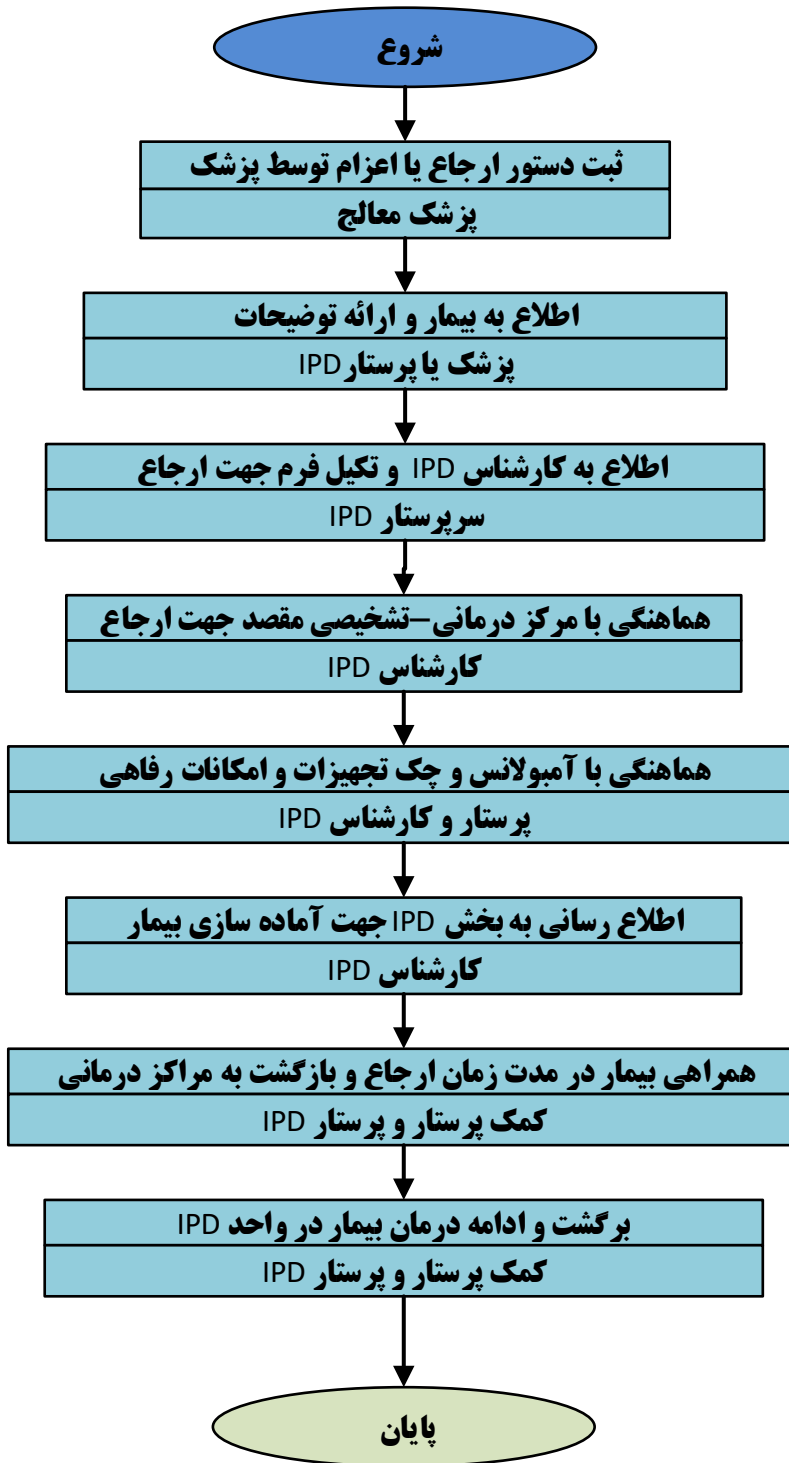 شروع
ثبت دستور ارجاع یا اعزام توسط پزشک
پزشک معالج
اطلاع به بیمار و ارائه توضیحات
پزشک یا پرستار IPD
اطلاع به کارشناس IPD و تکیل فرم جهت ارجاع
سرپرستار IPD
هماهنگی با مرکز درمانی–تشخیصی مقصد جهت ارجاع
کارشناس IPD
هماهنگی با آمبولانس و چک تجهیزات و امکانات رفاهی
پرستار و کارشناس IPD
اطلاع رسانی به بخش IPD جهت آماده سازی بیمار
کارشناس IPD
همراهی بیمار در مدت زمان ارجاع و بازگشت به مراکز درمانی
کمک پرستار و پرستار IPD
برگشت و ادامه درمان بیمار در واحد IPD
کمک پرستار و پرستار IPD
پایان